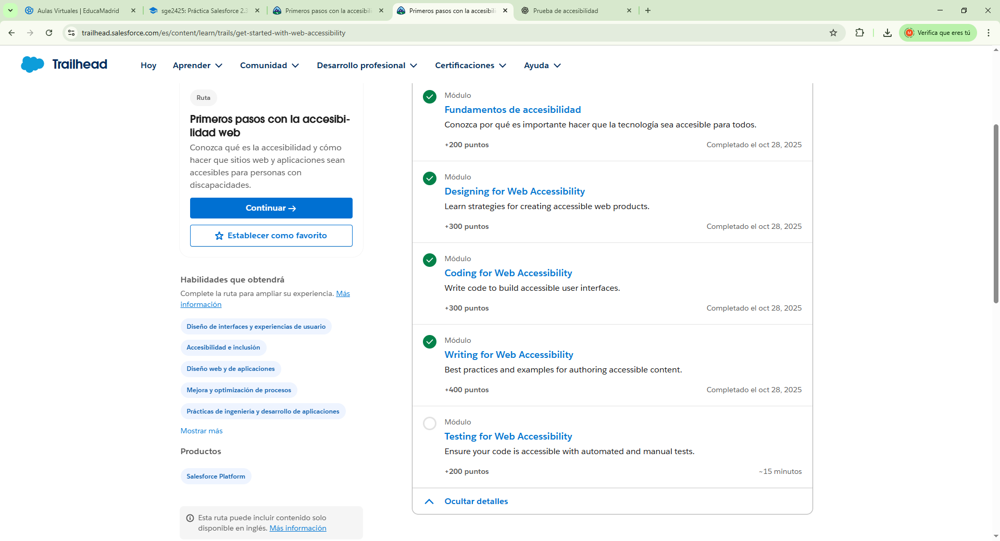 Aulas Virtuales | EducaMadrid
sge2425: Práctica Salesforce 2.
Primeros pasos con la accesibili
Primeros pasos con la accesibili
Prueba de accesibilidad
trailhead.salesforce.com/es/content/learn/trails/get-started-with-web-accessibility
M
Verifica que eres tú
Trailhead
Hoy
Aprender
Comunidad
Desarrollo profesional
Certificaciones
Ayuda
Ruta
Primeros pasos con la accesibi-
lidad web
Conozca qué es la accesibilidad y cómo
hacer que sitios web y aplicaciones sean
accesibles para personas con
discapacidades.
Continuar →
Establecer como favorito
Habilidades que obtendrá
Complete la ruta para ampliar su experiencia. Más
información
Diseño de interfaces y experiencias de usuario
Accesibilidad e inclusión
Diseño web y de aplicaciones
Mejora y optimización de procesos
Prácticas de ingeniería y desarrollo de aplicaciones
Mostrar más
Productos
Salesforce Platform
Esta ruta puede incluir contenido solo
disponible en inglés. Más información
Módulo
Fundamentos de accesibilidad
Conozca por qué es importante hacer que la tecnología sea accesible para todos.
+200 puntos
Completado el oct 28, 2025
Módulo
Designing for Web Accessibility
Learn strategies for creating accessible web products.
+300 puntos
Completado el oct 28, 2025
Módulo
Coding for Web Accessibility
Write code to build accessible user interfaces.
+300 puntos
Completado el oct 28, 2025
Módulo
Writing for Web Accessibility
Best practices and examples for authoring accessible content.
+400 puntos
Completado el oct 28, 2025
Módulo
Testing for Web Accessibility
Ensure your code is accessible with automated and manual tests.
+200 puntos
~15 minutos
Ocultar detalles